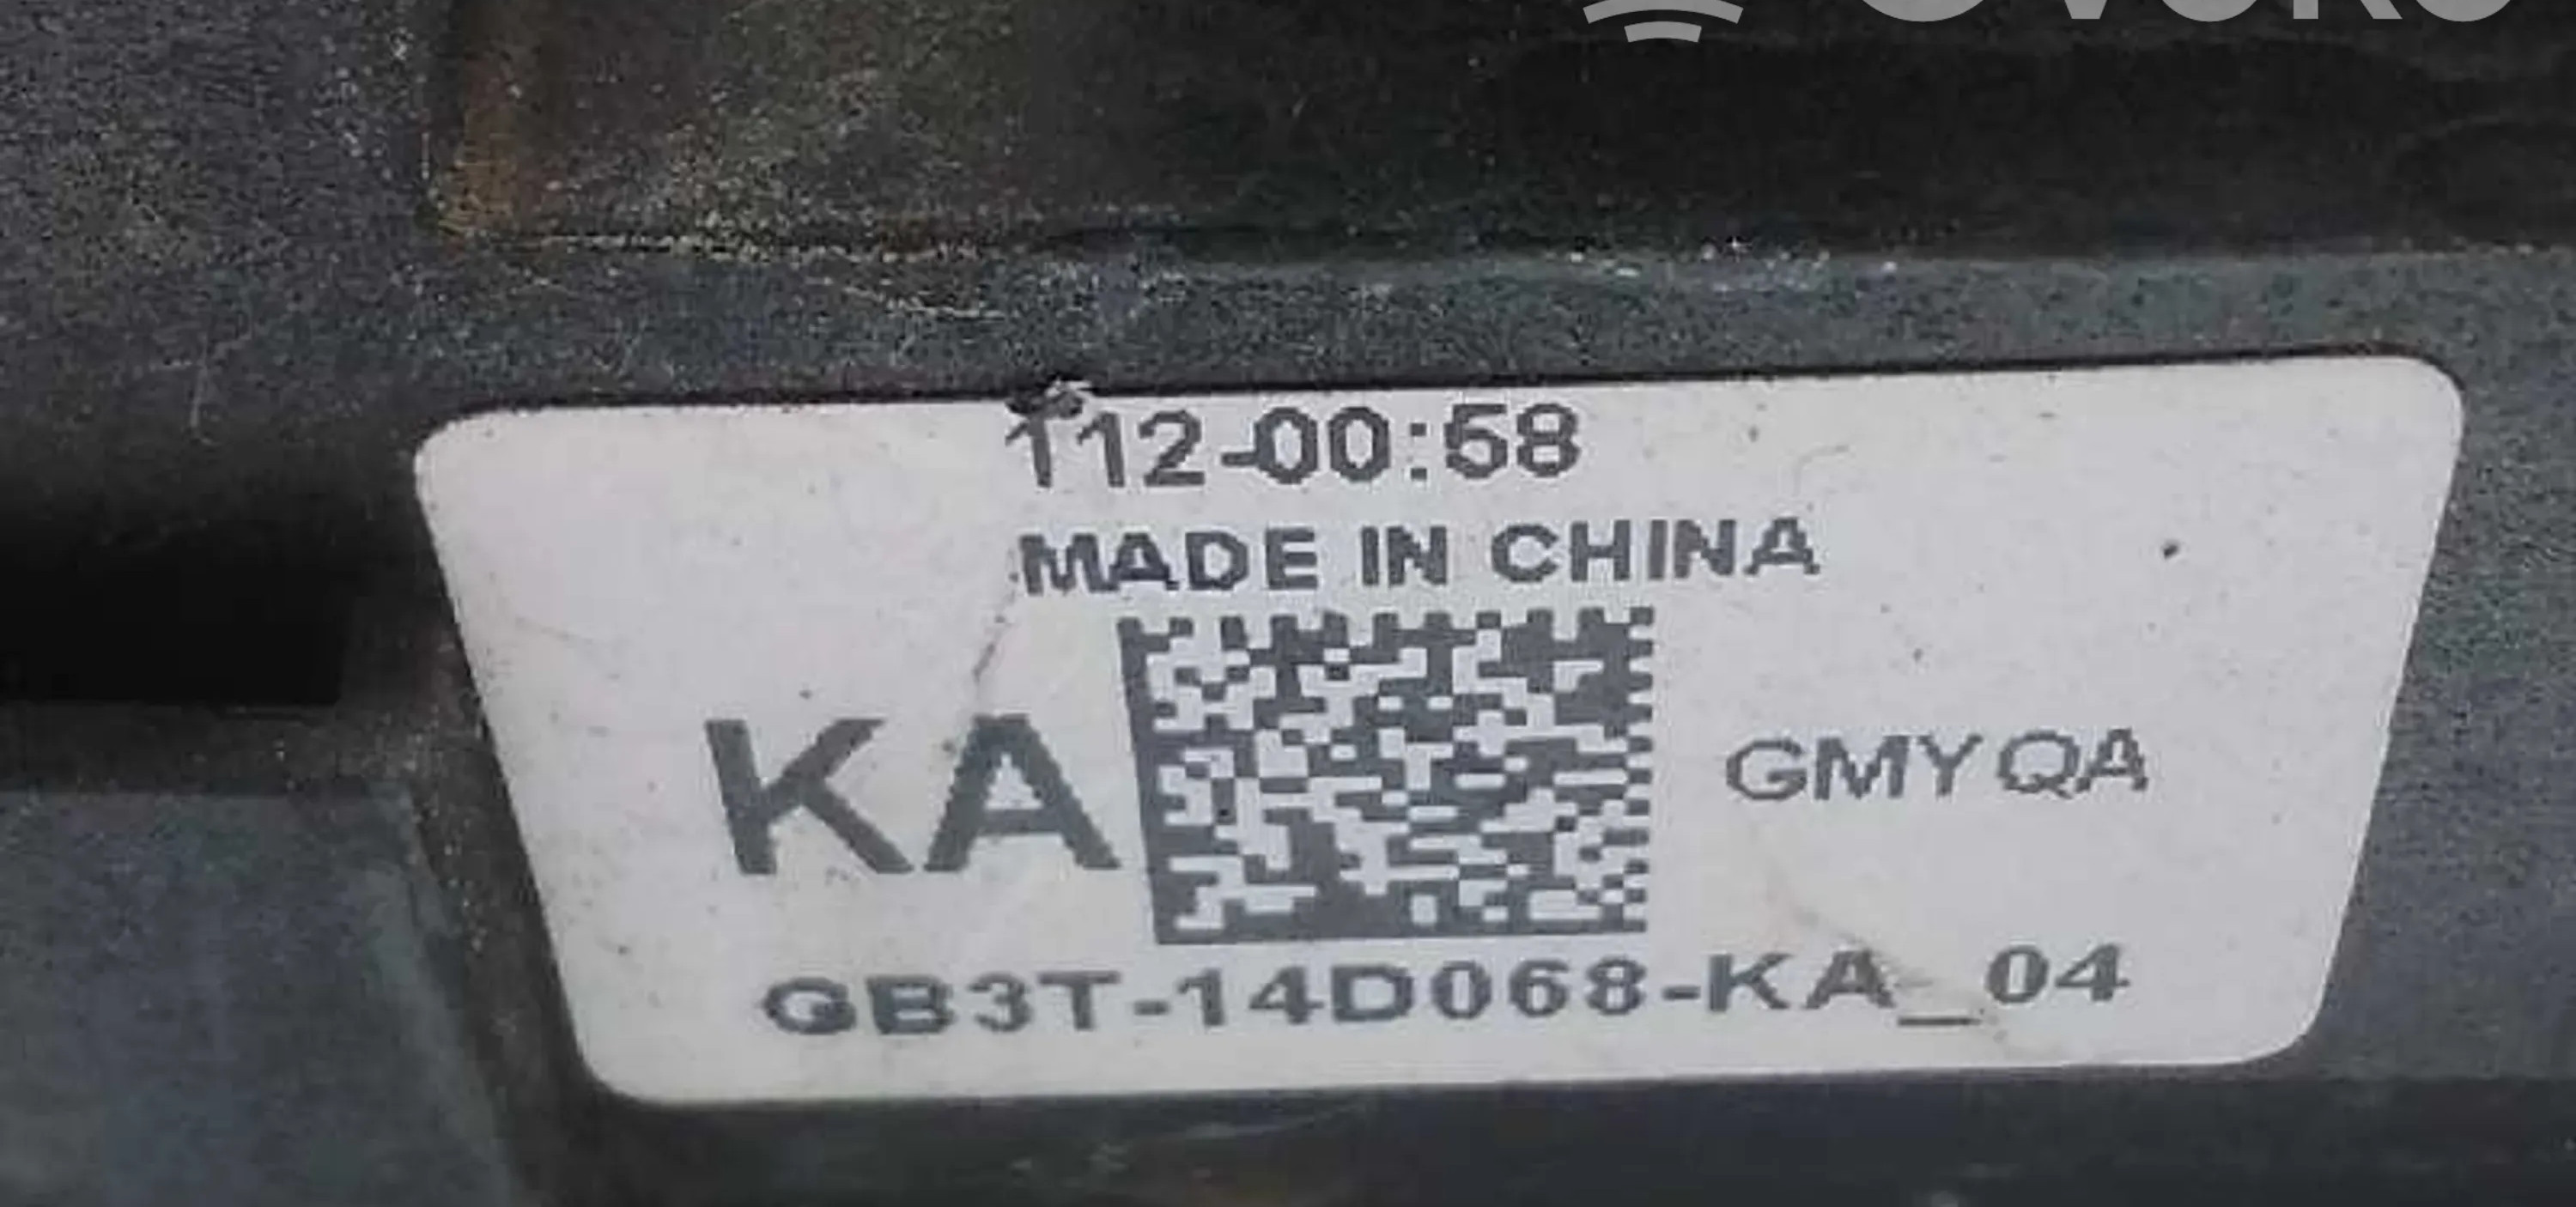 112-00:58
MADE IN CHINA
KA
GMYQA
GB3T-14D068-KA_04